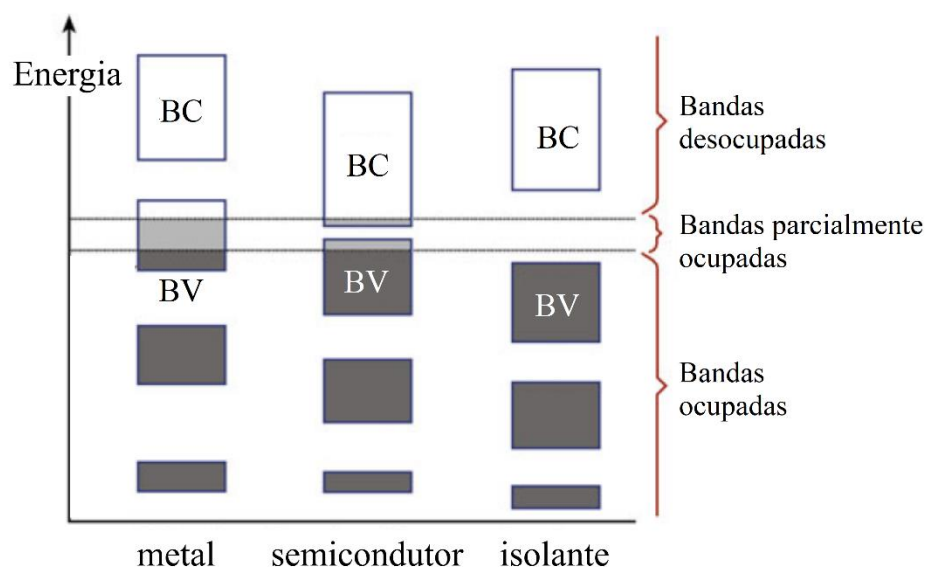 Energia
BC
BC
BC
Bandas
desocupadas
Bandas parcialmente
ocupadas
BV
BV
BV
Bandas
ocupadas
metal
semicondutor
isolante